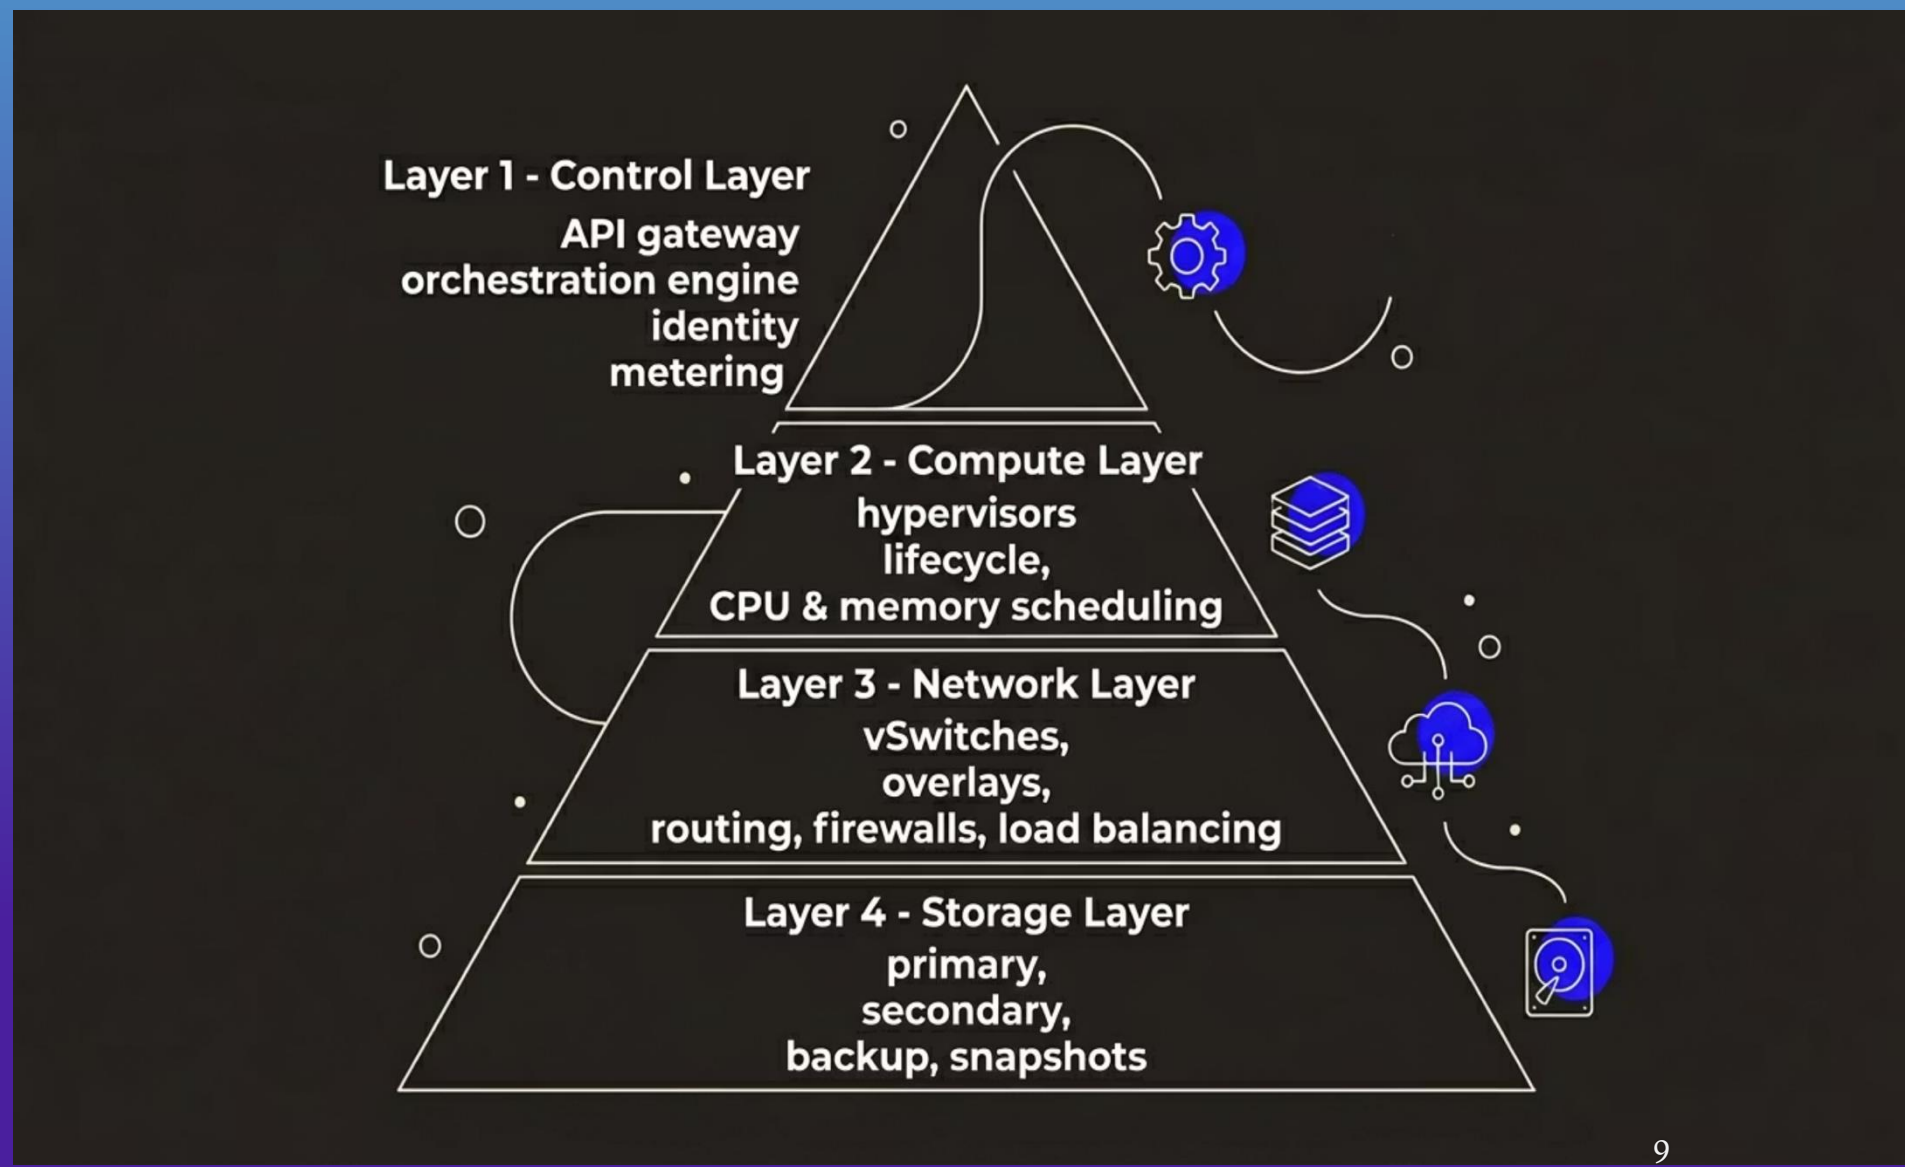 Layer 1 - Control Layer
API gateway
orchestration engine
identity
metering
Layer 2 - Compute Layer
hypervisors
lifecycle,
CPU & memory scheduling
Layer 3 - Network Layer
vSwitches,
overlays,
routing, firewalls, load balancing
Layer 4 - Storage Layer
primary,
secondary,
backup, snapshots
9